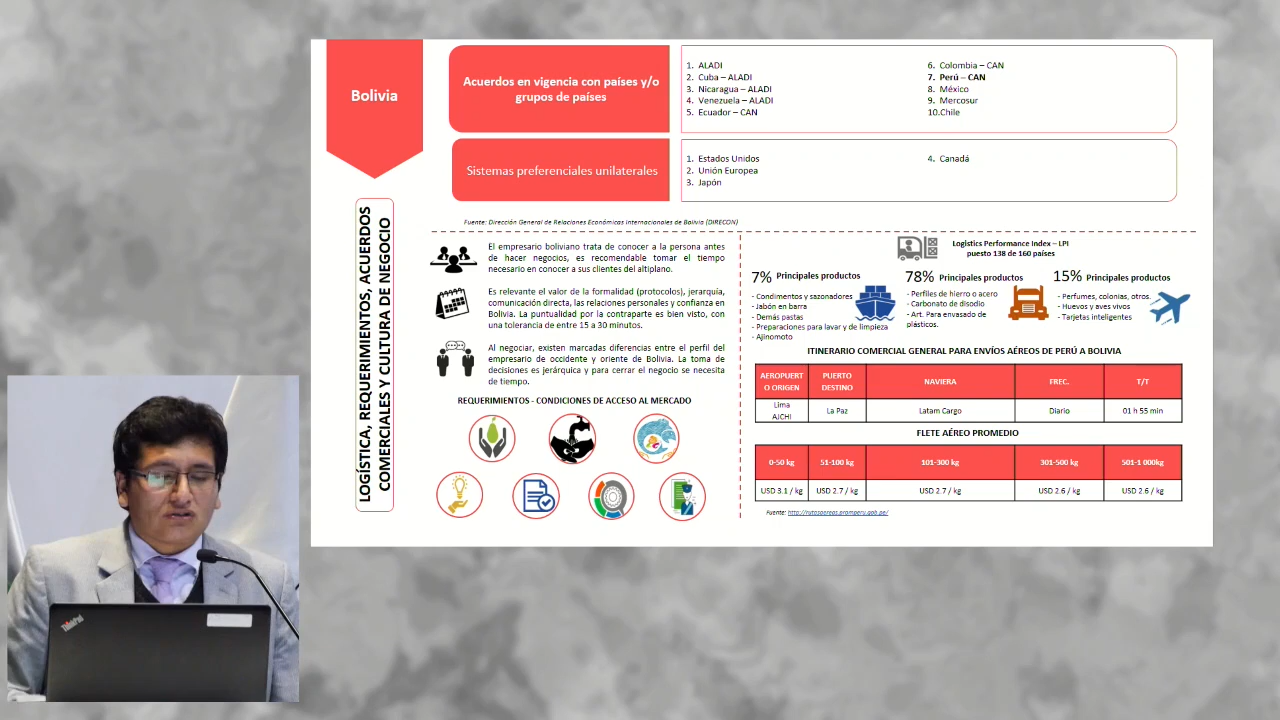 Bolivia
Acuerdos en vigencia con países y/o
grupos de países
1. ALADI
2. Cuba – ALADI
3. Nicaragua – ALADI
4. Venezuela – ALADI
5. Ecuador – CAN
6. Colombia – CAN
7. Perú – CAN
8. México
9. Mercosur
10.Chile
Sistemas preferenciales unilaterales
1. Estados Unidos
2. Unión Europea
3. Japón
4. Canadá
Fuente: Dirección General de Relaciones Económicas Internacionales de Bolivia (DIRECON)
LOGÍSTICA, REQUERIMIENTOS, ACUERDOS
COMERCIALES Y CULTURA DE NEGOCIO
El empresario boliviano trata de conocer a la persona antes
de hacer negocios, es recomendable tomar el tiempo
necesario en conocer a sus clientes del altiplano.
Es relevante el valor de la formalidad (protocolos), jerarquía,
comunicación directa, las relaciones personales y confianza en
Bolivia. La puntualidad por la contraparte es bien visto, con
una tolerancia de entre 15 a 30 minutos.
Al negociar, existen marcadas diferencias entre el perfil del
empresario de occidente y oriente de Bolivia. La toma de
decisiones es jerárquica y para cerrar el negocio se necesita
de tiempo.
REQUERIMIENTOS - CONDICIONES DE ACCESO AL MERCADO
Logistics Performance Index – LPI
puesto 138 de 160 países
7% Principales productos
- Condimentos y sazonadores
- Jabón en barra
- Demás pastas
- Preparaciones para lavar y de limpieza
- Ajinomoto
78% Principales productos
- Perfiles de hierro o acero
- Carbonato de disodio
- Art. Para envasado de
plásticos.
15% Principales productos
- Perfumes, colonias, otros.
- Huevos y aves vivos
- Tarjetas inteligentes
ITINERARIO COMERCIAL GENERAL PARA ENVÍOS AÉREOS DE PERÚ A BOLIVIA
AEROPUERT
O ORIGEN
PUERTO
DESTINO
NAVIERA
FREC.
T/T
Lima
AJCHI
La Paz
Latam Cargo
Diario
01 h 55 min
FLETE AÉREO PROMEDIO
0-50 kg
51-100 kg
101-300 kg
301-500 kg
501-1 000kg
USD 3.1 / kg
USD 2.7 / kg
USD 2.7 / kg
USD 2.6 / kg
USD 2.6 / kg
Fuente: http://rutasaereas.promperu.gob.pe/
ThinkPad